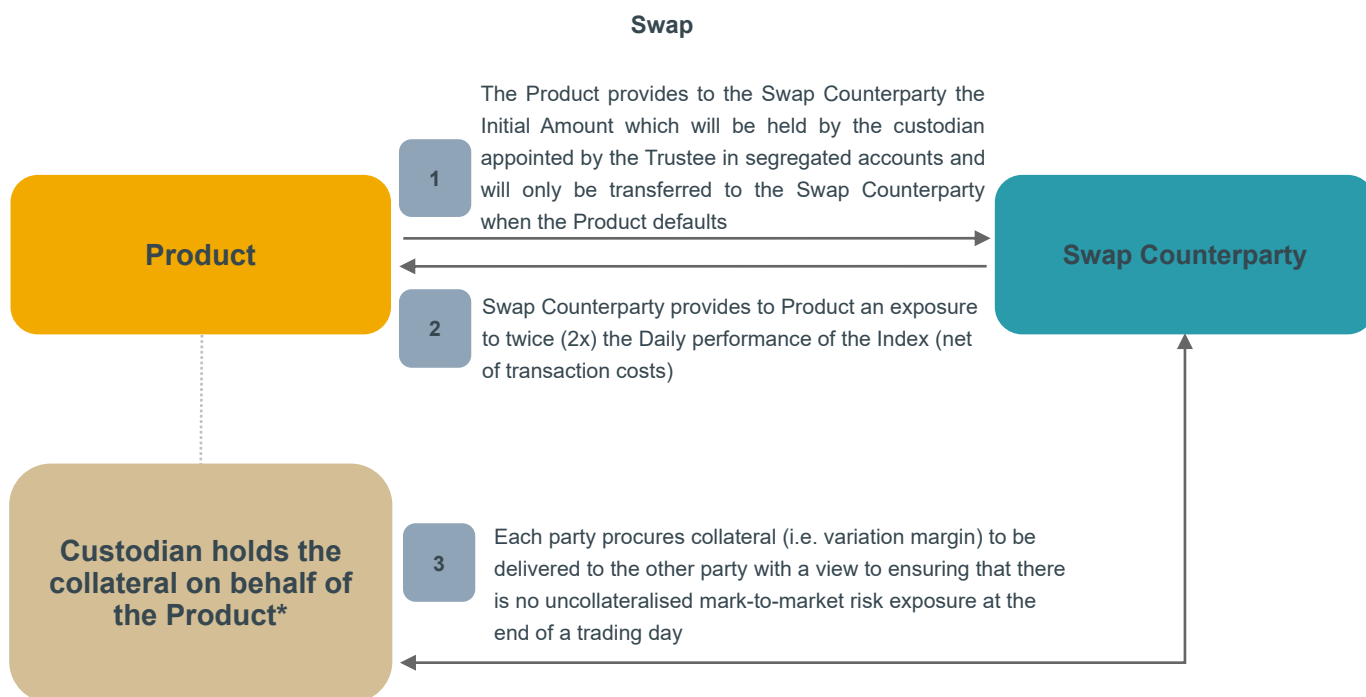 Swap
The Product provides to the Swap Counterparty the
Initial Amount which will be held by the custodian
appointed by the Trustee in segregated accounts and
will only be transferred to the Swap Counterparty
when the Product defaults
1
Product
Swap Counterparty
2
Swap Counterparty provides to Product an exposure
to twice (2x) the Daily performance of the Index (net
of transaction costs)
Custodian holds the
collateral on behalf of
the Product*
3
Each party procures collateral (i.e. variation margin) to be
delivered to the other party with a view to ensuring that there
is no uncollateralised mark-to-market risk exposure at the
end of a trading day